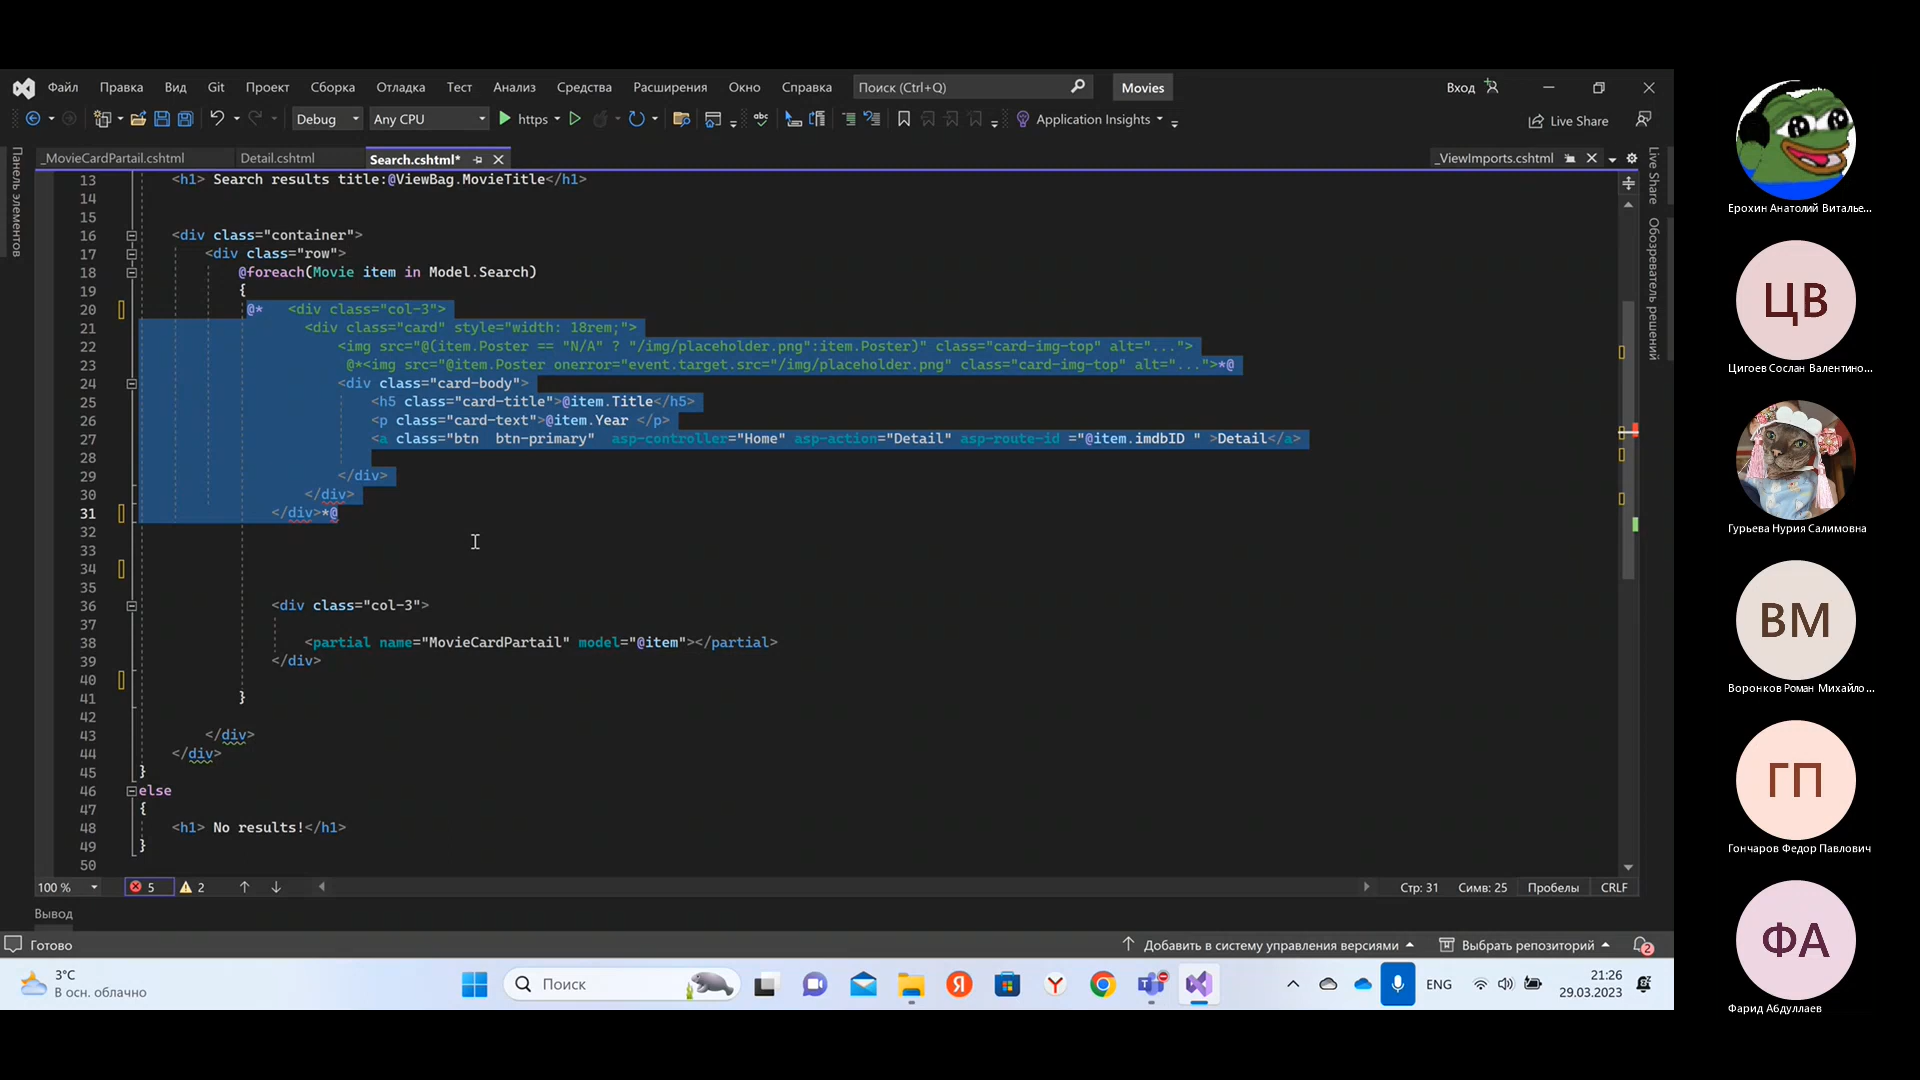 Файл Правка Вид Git Проект Сборка Отладка Тест Анализ Средства Расширения Окно Справка Поиск (Ctrl+Q) Movies Вход
Debug Any CPU https Application Insights Live Share
_MovieCardPartail.cshtml Detail.cshtml Search.cshtml* _ViewImports.cshtml
Панель элементов
Live Share
Обозреватель решений
13 <h1> Search results title:@ViewBag.MovieTitle</h1>
14
15
16 <div class="container">
17 <div class="row">
18 @foreach(Movie item in Model.Search)
19 {
20 @* <div class="col-3">
21 <div class="card" style="width: 18rem;">
22 <img src="@(item.Poster == "N/A" ? "/img/placeholder.png":item.Poster)" class="card-img-top" alt="...">
23 @*<img src="@item.Poster onerror="event.target.src="/img/placeholder.png" class="card-img-top" alt="...">*@
24 <div class="card-body">
25 <h5 class="card-title">@item.Title</h5>
26 <p class="card-text">@item.Year </p>
27 <a class="btn  btn-primary"  asp-controller="Home" asp-action="Detail" asp-route-id ="@item.imdbID " >Detail</a>
28
29 </div>
30 </div>
31 </div>*@
32
33
34
35
36 <div class="col-3">
37
38 <partial name="MovieCardPartail" model="@item"></partial>
39 </div>
40
41 }
42
43 </div>
44 </div>
45 }
46 else
47 {
48 <h1> No results!</h1>
49 }
50
100 % 5 2 Стр: 31 Симв: 25 Пробелы CRLF
Вывод
Готово Добавить в систему управления версиями Выбрать репозиторий 2
3°C
В осн. облачно
Поиск
ENG
21:26
29.03.2023
Ерохин Анатолий Виталье...
ЦВ
Цигоев Сослан Валентино...
Гурьева Нурия Салимовна
ВМ
Воронков Роман Михайло...
ГП
Гончаров Федор Павлович
ФА
Фарид Абдуллаев